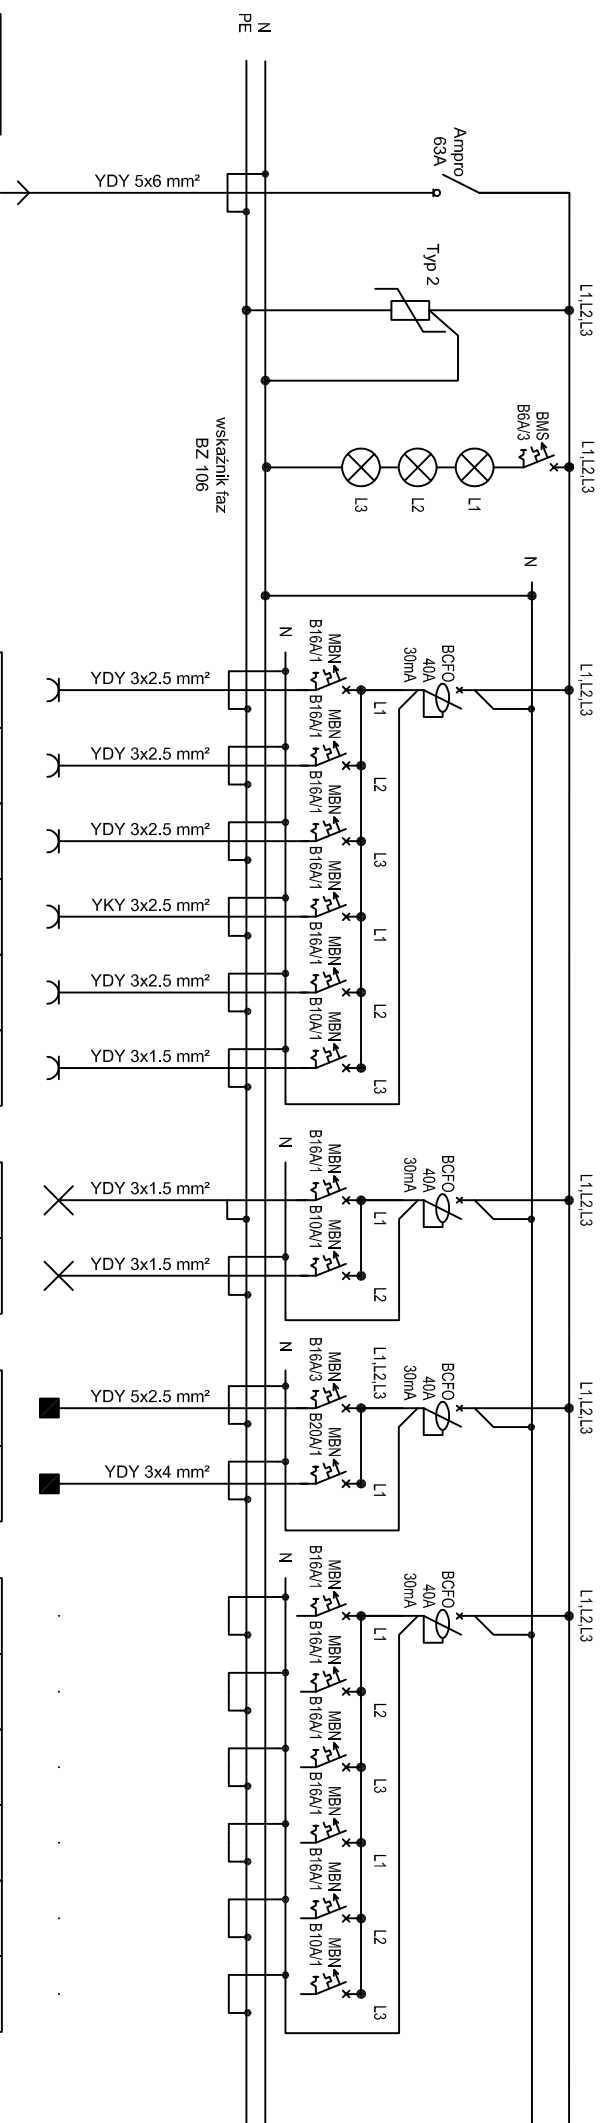 N
PE
YDY 5x6 mm²
Ampro
63A
Typ 2
L1,L2,L3
BMS
B6A/3
L1
L2
L3
L1,L2,L3
wskaźnik faz
BZ 106
N
L1,L2,L3
BCFO
40A
30mA
N
MBN
B16A/1
L1
YDY 3x2.5 mm²
MBN
B16A/1
L2
YDY 3x2.5 mm²
MBN
B16A/1
L3
YDY 3x2.5 mm²
MBN
B16A/1
L1
YKY 3x2.5 mm²
MBN
B16A/1
L2
YDY 3x2.5 mm²
MBN
B10A/1
L3
YDY 3x1.5 mm²
L1,L2,L3
BCFO
40A
30mA
N
MBN
B16A/1
L1
YDY 3x1.5 mm²
MBN
B10A/1
L2
YDY 3x1.5 mm²
L1,L2,L3
BCFO
40A
30mA
N
MBN
B16A/3
L1,L2,L3
YDY 5x2.5 mm²
MBN
B20A/1
L1
YDY 3x4 mm²
L1,L2,L3
BCFO
40A
30mA
N
MBN
B16A/1
L1
MBN
B16A/1
L2
MBN
B16A/1
L3
MBN
B16A/1
L1
MBN
B16A/1
L2
MBN
B10A/1
L3